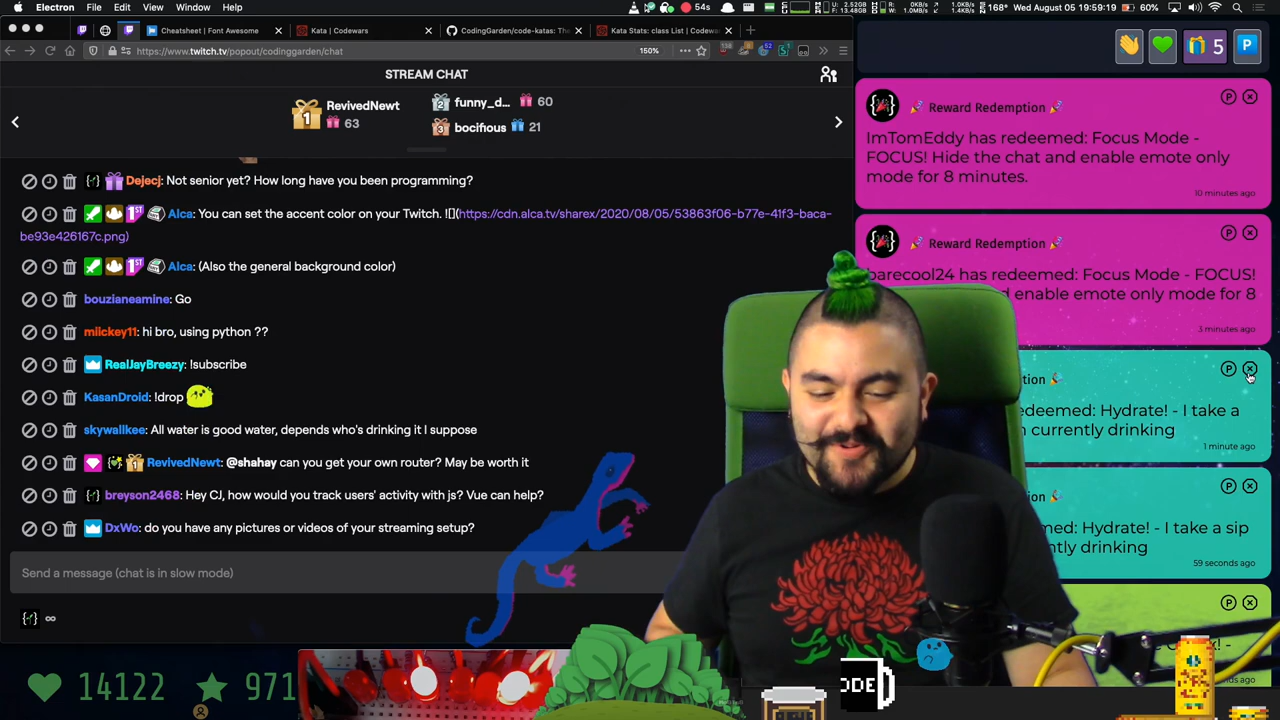 Electron File Edit View Window Help
54s
168° Wed August 05 19:59:19 60%
Cheatsheet | Font Awesome
Kata | Codewars
CodingGarden/code-katas: The
Kata Stats: class List | Codewa
https://www.twitch.tv/popout/codinggarden/chat
150%
STREAM CHAT
1 RevivedNewt 63
2 funny_d... 60
3 bocifious 21
Dejecj: Not senior yet? How long have you been programming?
Alca: You can set the accent color on your Twitch. ![](https://cdn.alca.tv/sharex/2020/08/05/53863f06-b77e-41f3-baca-
be93e426167c.png)
Alca: (Also the general background color)
bouzianeamine: Go
miickey11: hi bro, using python ??
RealJayBreezy: !subscribe
KasanDroid: !drop
skywallkee: All water is good water, depends who's drinking it I suppose
RevivedNewt: @shahay can you get your own router? May be worth it
breyson2468: Hey CJ, how would you track users' activity with js? Vue can help?
DxWo: do you have any pictures or videos of your streaming setup?
Send a message (chat is in slow mode)
14122 971
5 P
Reward Redemption
ImTomEddy has redeemed: Focus Mode -
FOCUS! Hide the chat and enable emote only
mode for 8 minutes.
10 minutes ago
Reward Redemption
barecool24 has redeemed: Focus Mode - FOCUS!
enable emote only mode for 8
3 minutes ago
edeemed: Hydrate! - I take a
currently drinking
1 minute ago
med: Hydrate! - I take a sip
ntly drinking
59 seconds ago
ODE